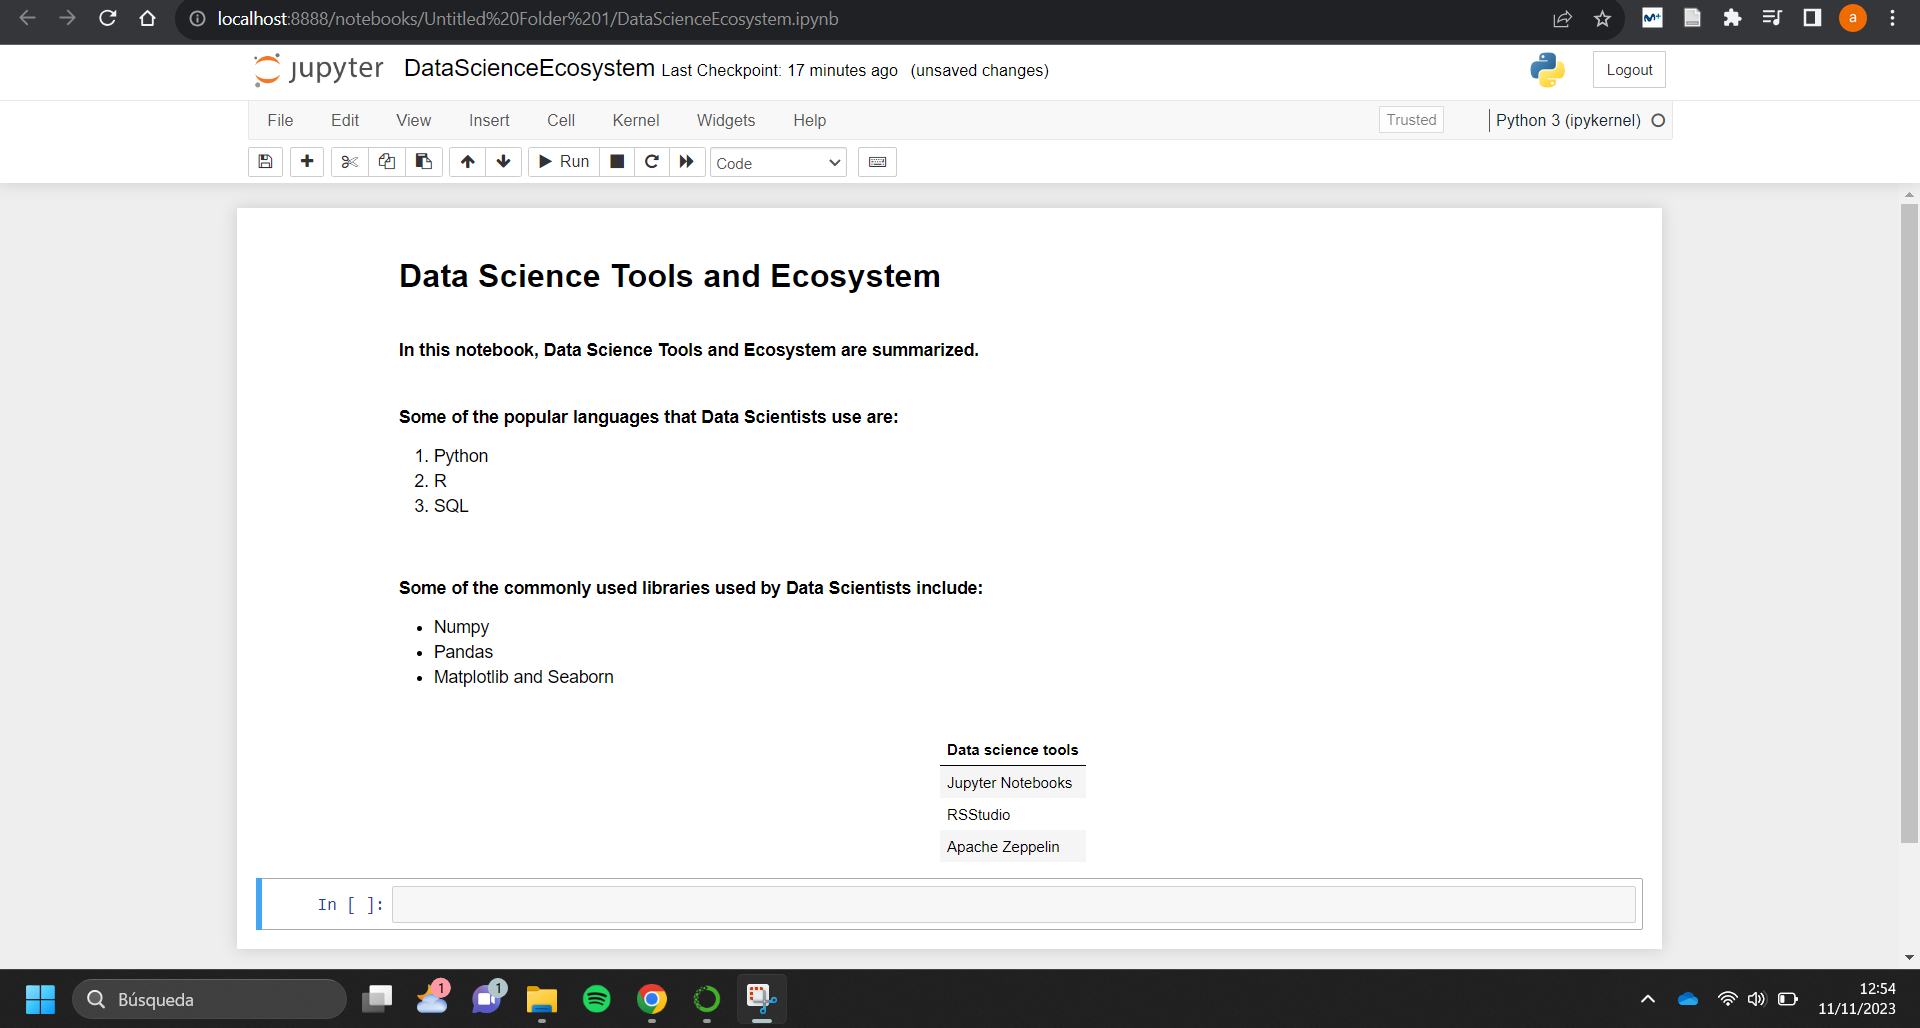 localhost:8888/notebooks/Untitled%20Folder%201/DataScienceEcosystem.ipynb
a
jupyter DataScienceEcosystem Last Checkpoint: 17 minutes ago (unsaved changes)
Logout
File Edit View Insert Cell Kernel Widgets Help
Trusted
Python 3 (ipykernel)
Run
Code
Data Science Tools and Ecosystem
In this notebook, Data Science Tools and Ecosystem are summarized.
Some of the popular languages that Data Scientists use are:
1. Python
2. R
3. SQL
Some of the commonly used libraries used by Data Scientists include:
• Numpy
• Pandas
• Matplotlib and Seaborn
Data science tools
Jupyter Notebooks
RSStudio
Apache Zeppelin
In [ ]:
Búsqueda
1
1
12:54
11/11/2023